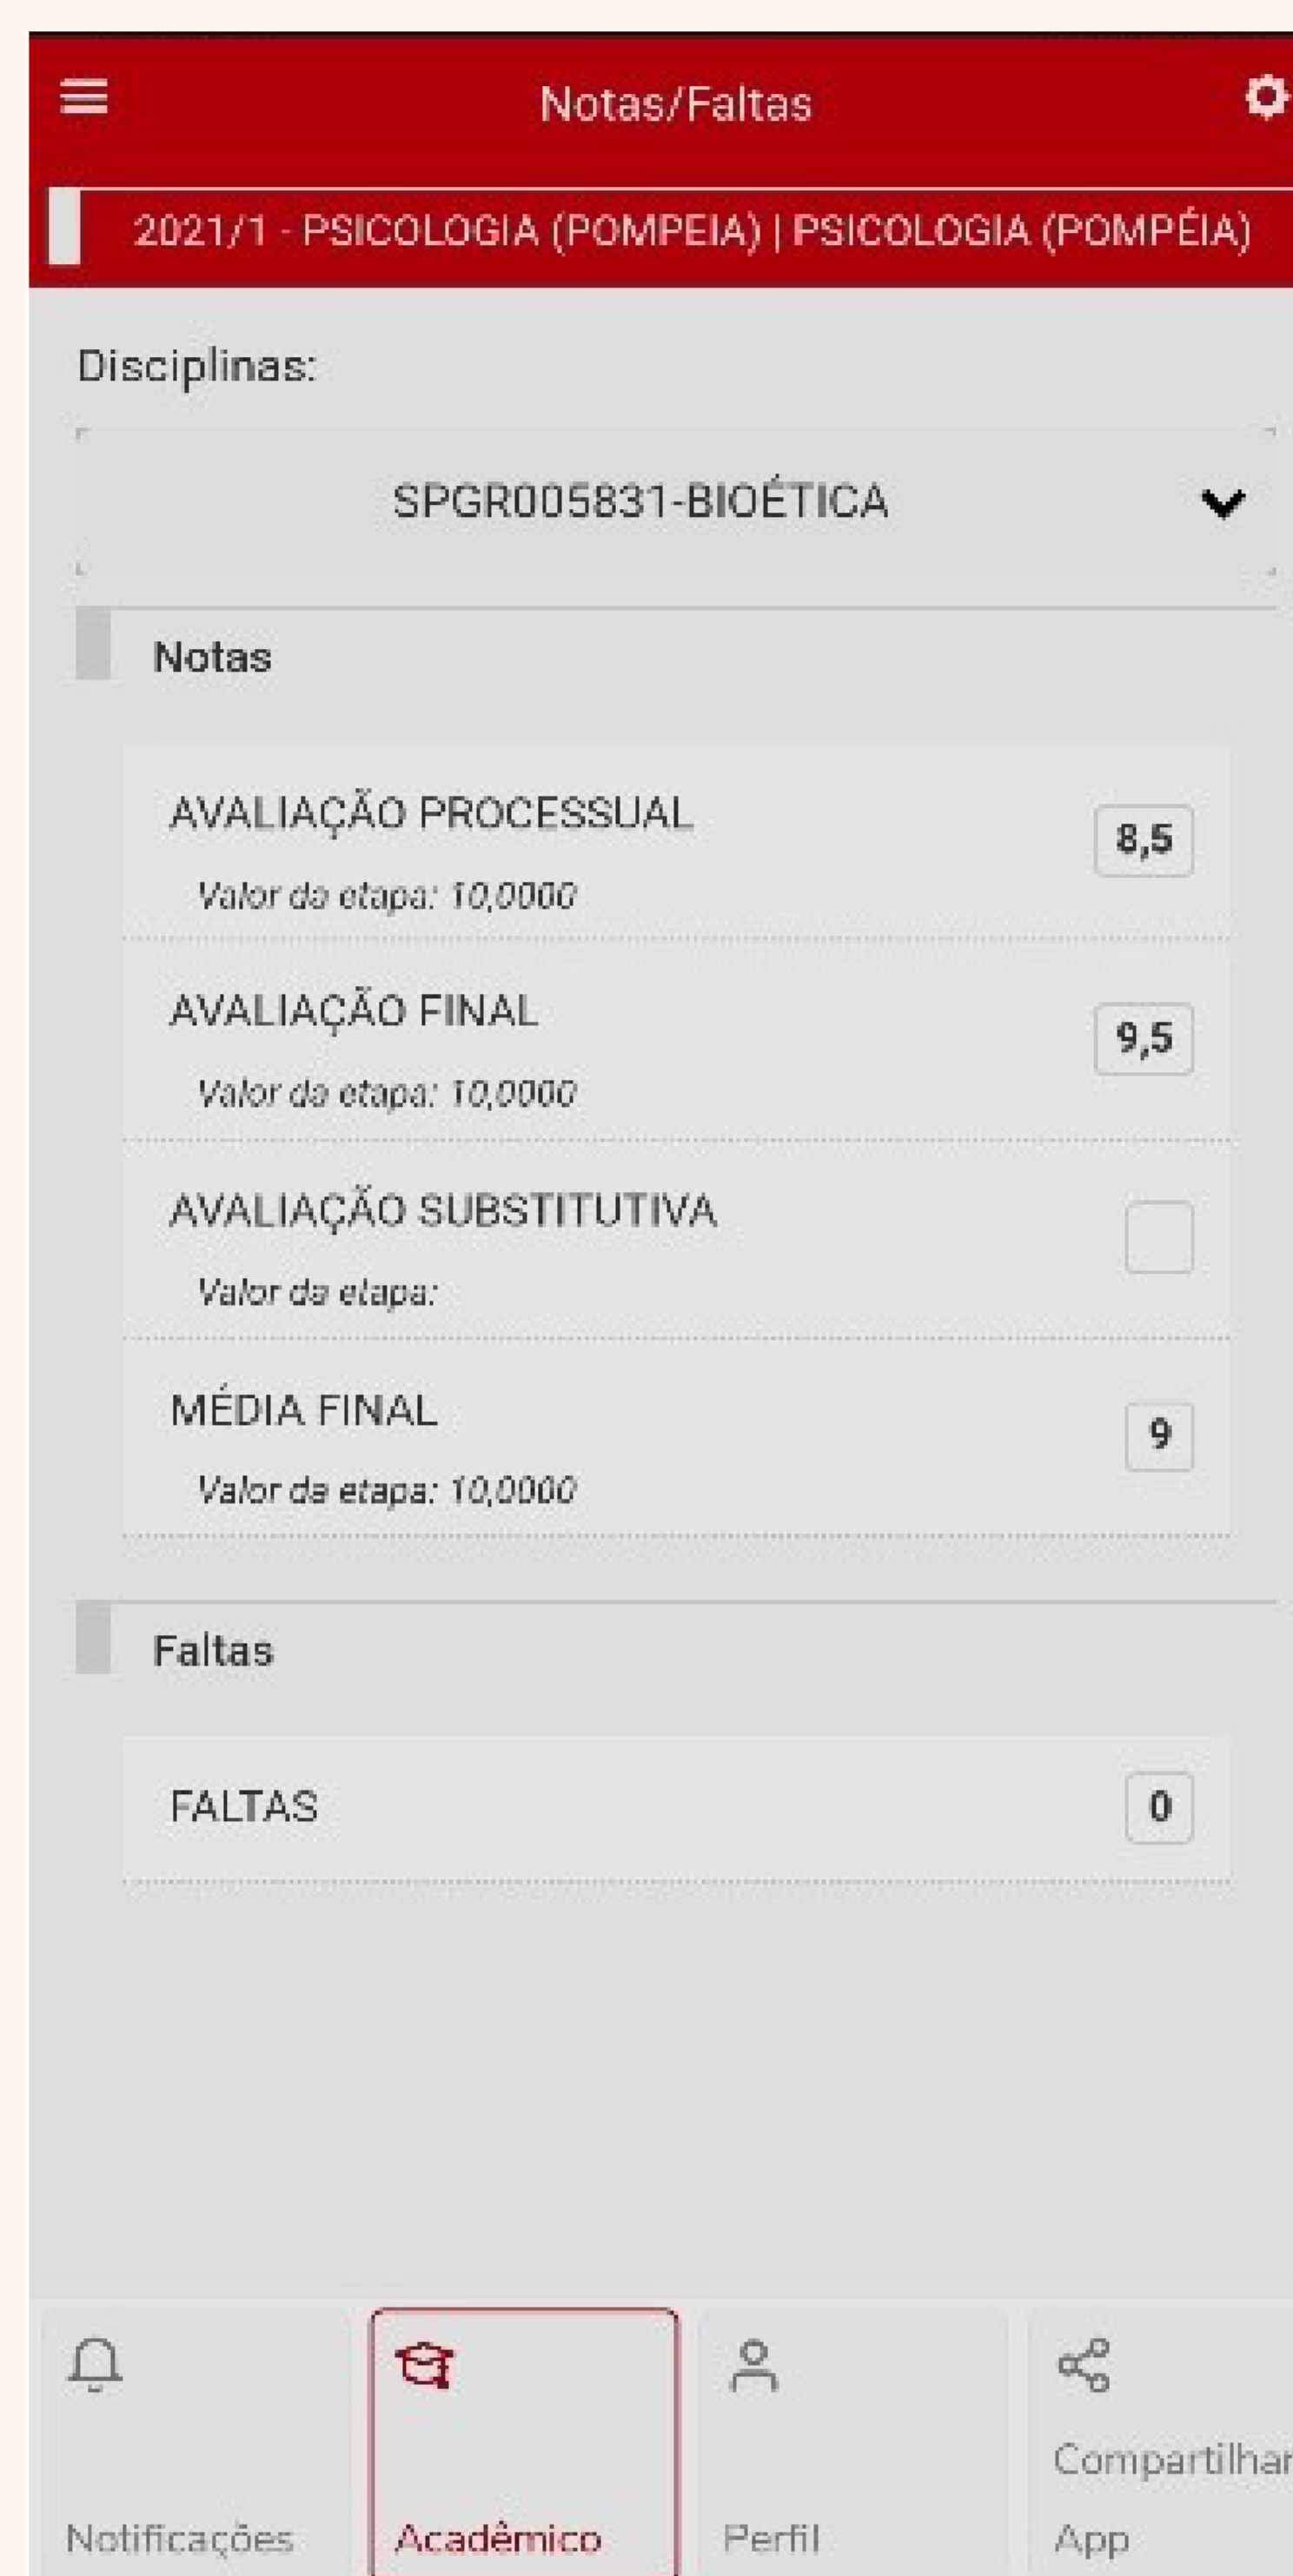 Notas/Faltas
2021/1 - PSICOLOGIA (POMPEIA) | PSICOLOGIA (POMPÉIA)
Disciplinas:
SPGR005831-BIOÉTICA
Notas
AVALIAÇÃO PROCESSUAL
8,5
Valor da etapa: 10,0000
AVALIAÇÃO FINAL
9,5
Valor da etapa: 10,0000
AVALIAÇÃO SUBSTITUTIVA
Valor da etapa:
MÉDIA FINAL
9
Valor da etapa: 10,0000
Faltas
FALTAS
0
Notificações
Acadêmico
Perfil
Compartilhar
App